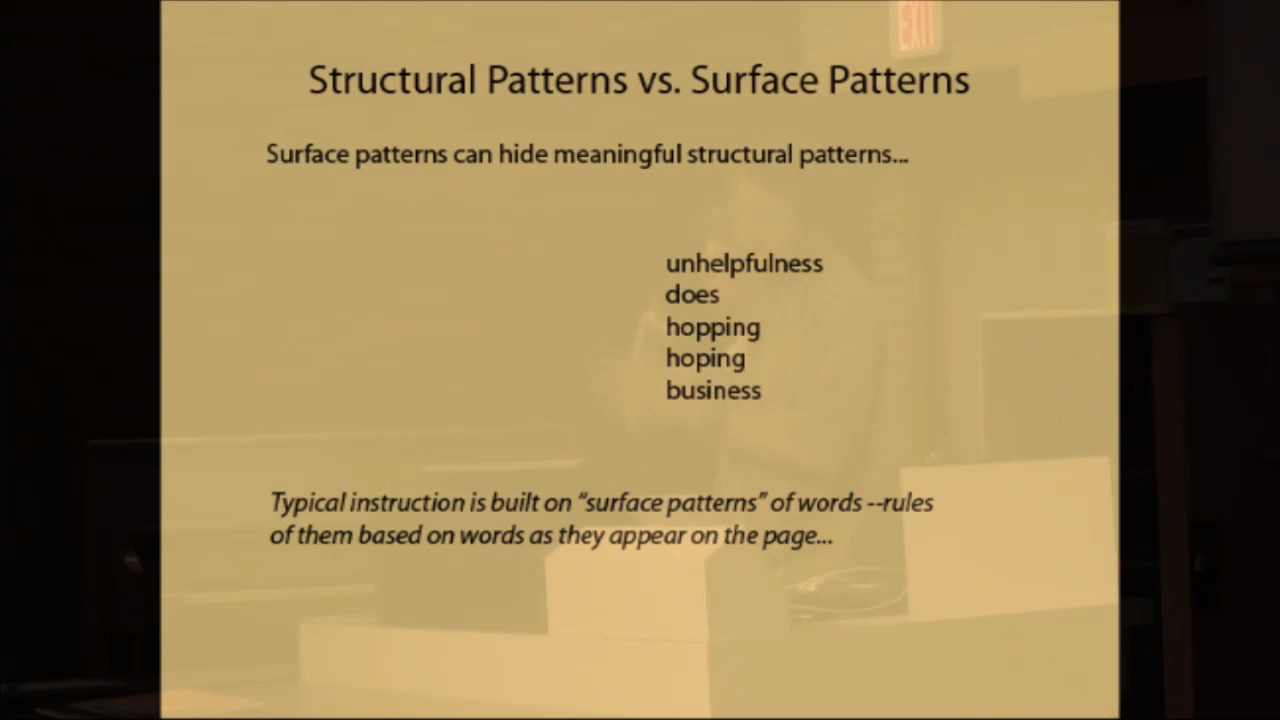 EXIT
Structural Patterns vs. Surface Patterns
Surface patterns can hide meaningful structural patterns...
unhelpfulness
does
hopping
hoping
business
Typical instruction is built on “surface patterns” of words --rules
of them based on words as they appear on the page...